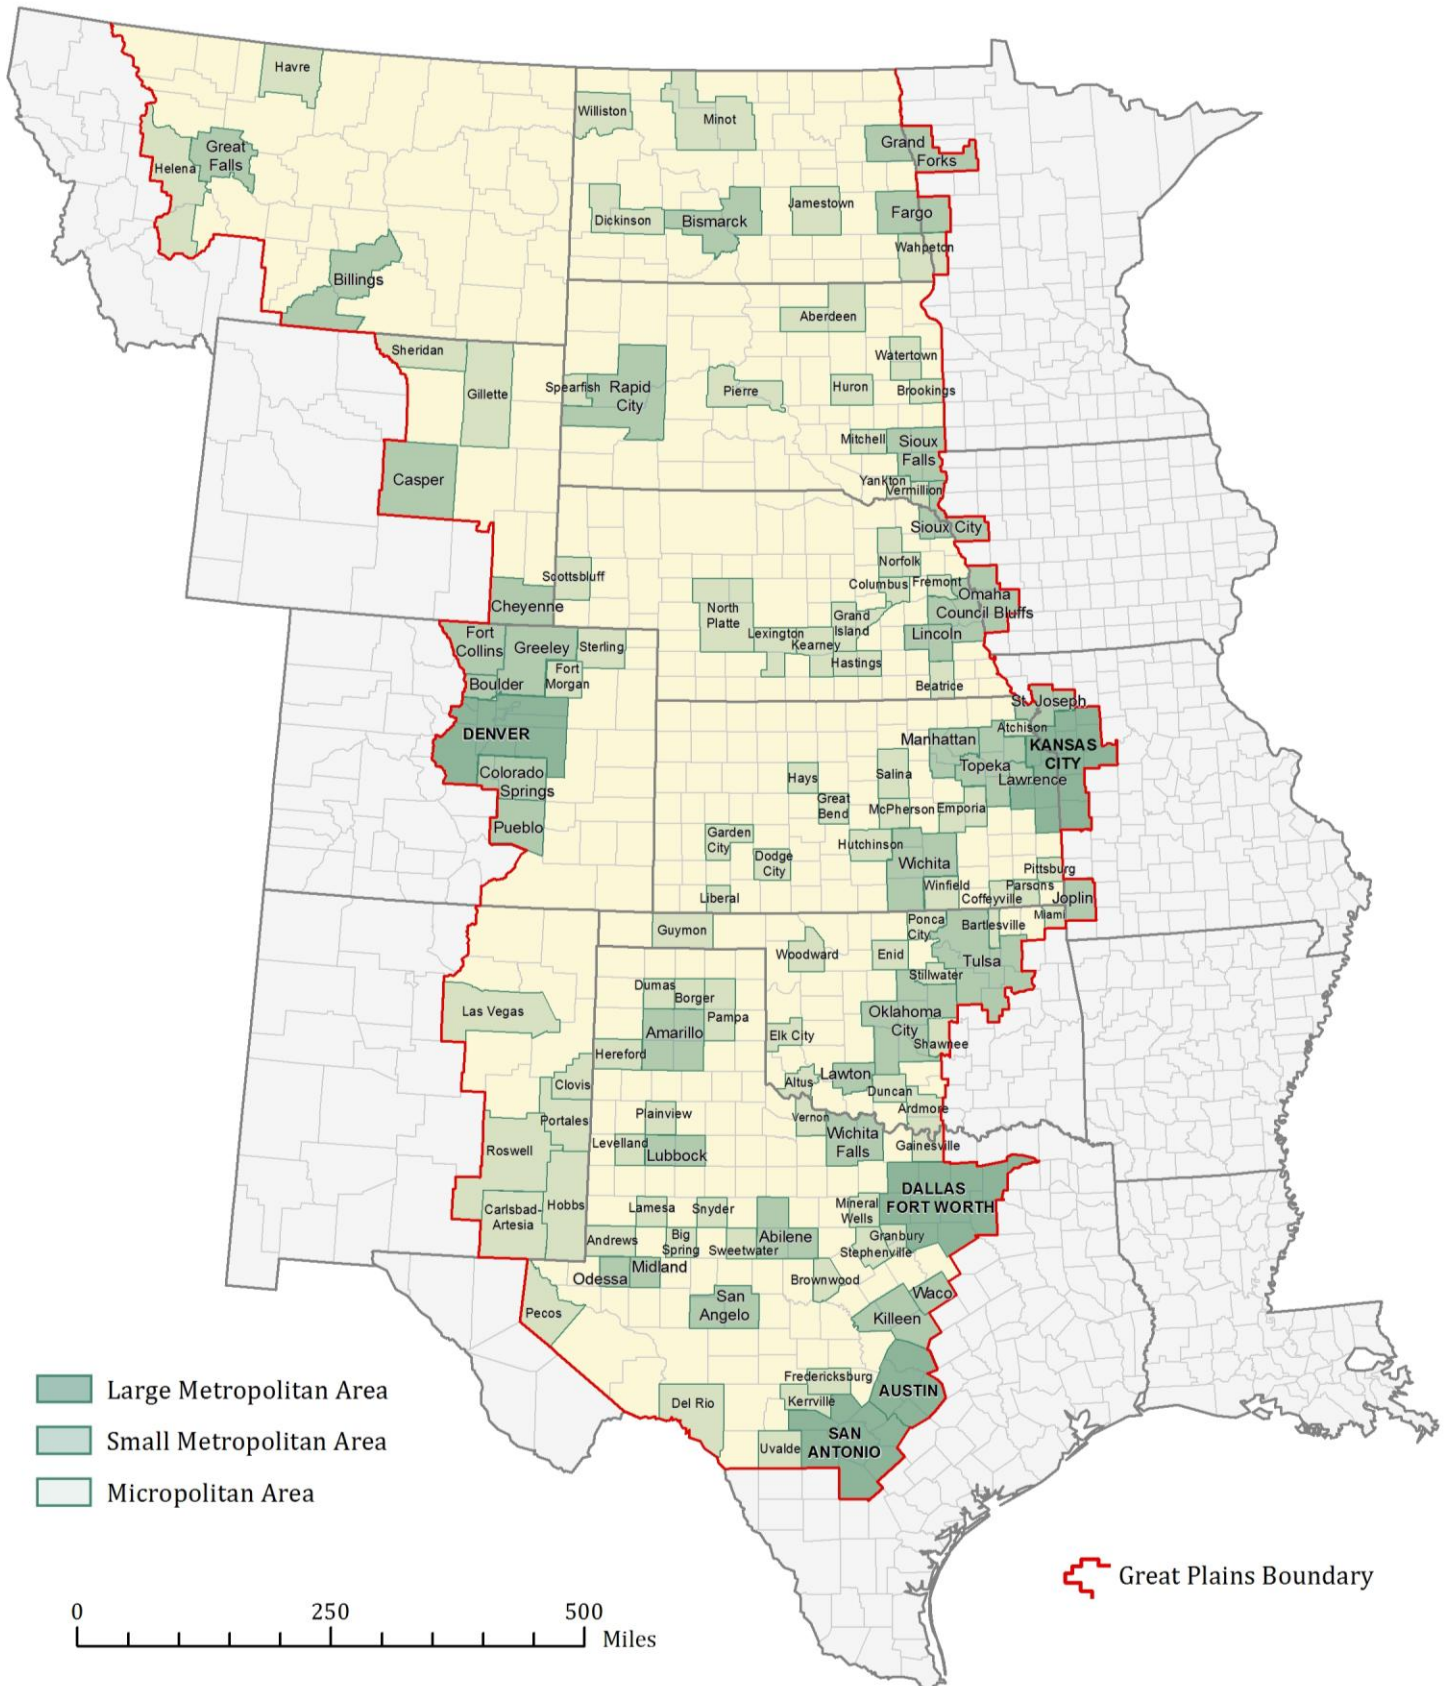 Havre
Williston
Minot
Great
Falls
Helena
Grand
Forks
Dickinson
Bismarck
Jamestown
Fargo
Wahpeton
Billings
Aberdeen
Sheridan
Gillette
Spearfish
Rapid
City
Pierre
Huron
Watertown
Brookings
Mitchell
Sioux
Falls
Casper
Yankton
Vermillion
Sioux City
Scottsbluff
Norfolk
Columbus
Fremont
Omaha
Council Bluffs
Cheyenne
North
Platte
Lexington
Kearney
Grand
Island
Lincoln
Hastings
Beatrice
Fort
Collins
Greeley
Sterling
Fort
Morgan
Boulder
DENVER
St. Joseph
Atchison
KANSAS
CITY
Manhattan
Topeka
Lawrence
Colorado
Springs
Pueblo
Hays
Salina
Great
Bend
McPherson
Emporia
Garden
City
Dodge
City
Hutchinson
Wichita
Pittsburg
Winfield
Parsons
Coffeyville
Joplin
Liberal
Miami
Guymon
Ponca
City
Bartlesville
Woodward
Enid
Tulsa
Stillwater
Dumas
Borger
Pampa
Las Vegas
Amarillo
Oklahoma
City
Elk City
Shawnee
Hereford
Clovis
Altus
Lawton
Duncan
Ardmore
Portales
Plainview
Vernon
Roswell
Levelland
Lubbock
Wichita
Falls
Gainesville
DALLAS
FORT WORTH
Carlsbad-
Artesia
Hobbs
Lamesa
Snyder
Mineral
Wells
Andrews
Big
Spring
Sweetwater
Abilene
Granbury
Stephenville
Odessa
Midland
Brownwood
Waco
Pecos
San
Angelo
Killeen
Fredericksburg
AUSTIN
Del Rio
Kerrville
SAN
ANTONIO
Uvalde
Large Metropolitan Area
Small Metropolitan Area
Micropolitan Area
Great Plains Boundary
0 250 500
Miles